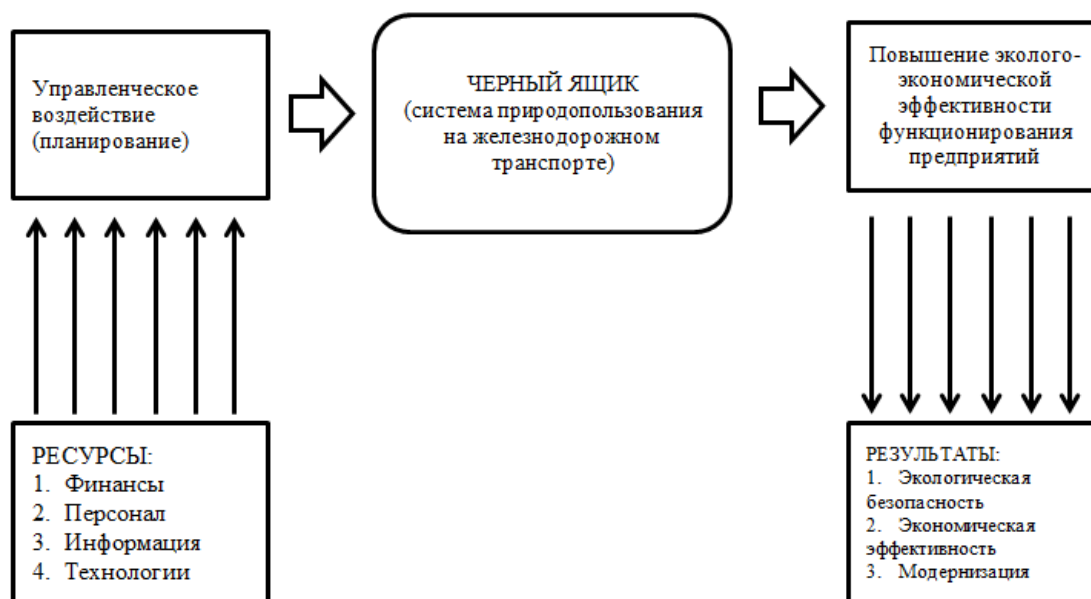 Управленческое
воздействие
(планирование)
ЧЕРНЫЙ ЯЩИК
(система природопользования
на железнодорожном
транспорте)
Повышение эколого-
экономической
эффективности
функционирования
предприятий
РЕСУРСЫ:
1. Финансы
2. Персонал
3. Информация
4. Технологии
РЕЗУЛЬТАТЫ:
1. Экологическая
безопасность
2. Экономическая
эффективность
3. Модернизация